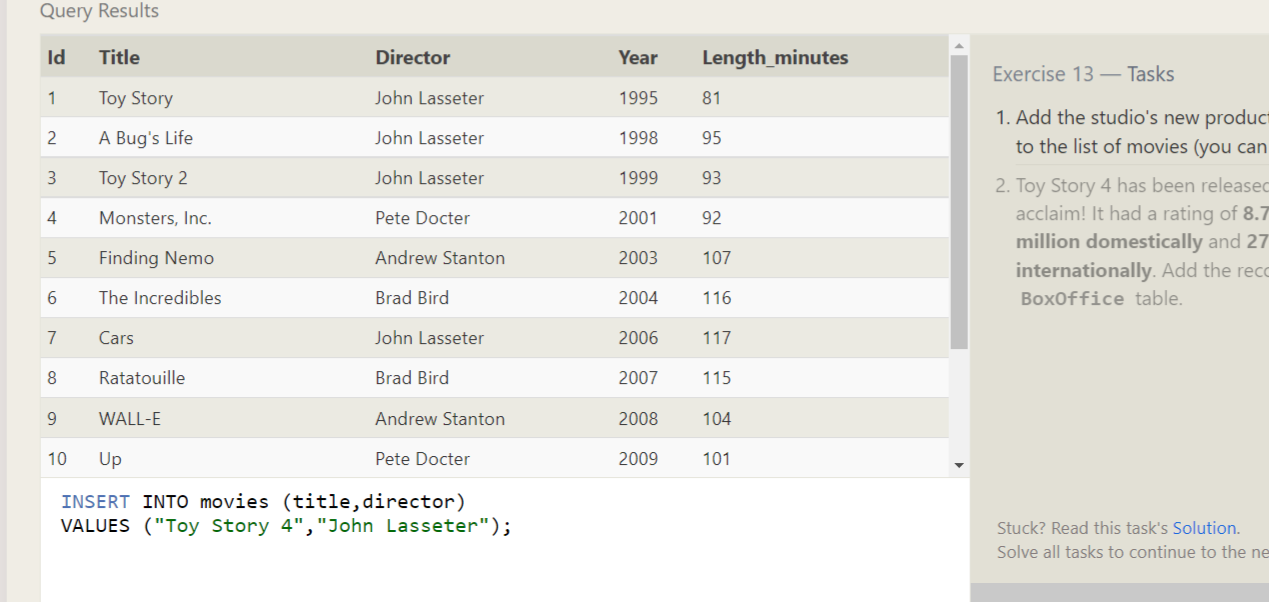 Query Results
Id Title Director Year Length_minutes
1 Toy Story John Lasseter 1995 81
2 A Bug's Life John Lasseter 1998 95
3 Toy Story 2 John Lasseter 1999 93
4 Monsters, Inc. Pete Docter 2001 92
5 Finding Nemo Andrew Stanton 2003 107
6 The Incredibles Brad Bird 2004 116
7 Cars John Lasseter 2006 117
8 Ratatouille Brad Bird 2007 115
9 WALL-E Andrew Stanton 2008 104
10 Up Pete Docter 2009 101
INSERT INTO movies (title,director)
VALUES ("Toy Story 4","John Lasseter");
Exercise 13 — Tasks
1. Add the studio's new product
to the list of movies (you can
2. Toy Story 4 has been released
acclaim! It had a rating of 8.7
million domestically and 27
internationally. Add the reco
BoxOffice table.
Stuck? Read this task's Solution.
Solve all tasks to continue to the ne